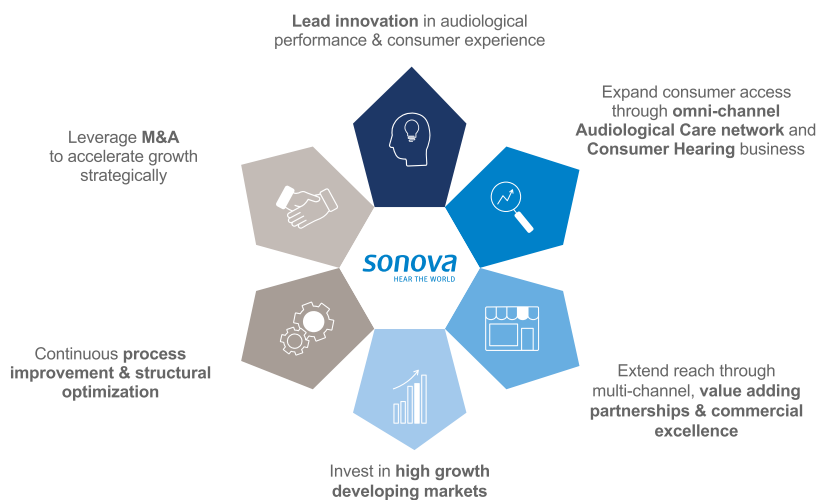 Lead innovation in audiological
performance & consumer experience
Expand consumer access
through omni-channel
Audiological Care network and
Consumer Hearing business
Leverage M&A
to accelerate growth
strategically
sonova
HEAR THE WORLD
Continuous process
improvement & structural
optimization
Extend reach through
multi-channel, value adding
partnerships & commercial
excellence
Invest in high growth
developing markets